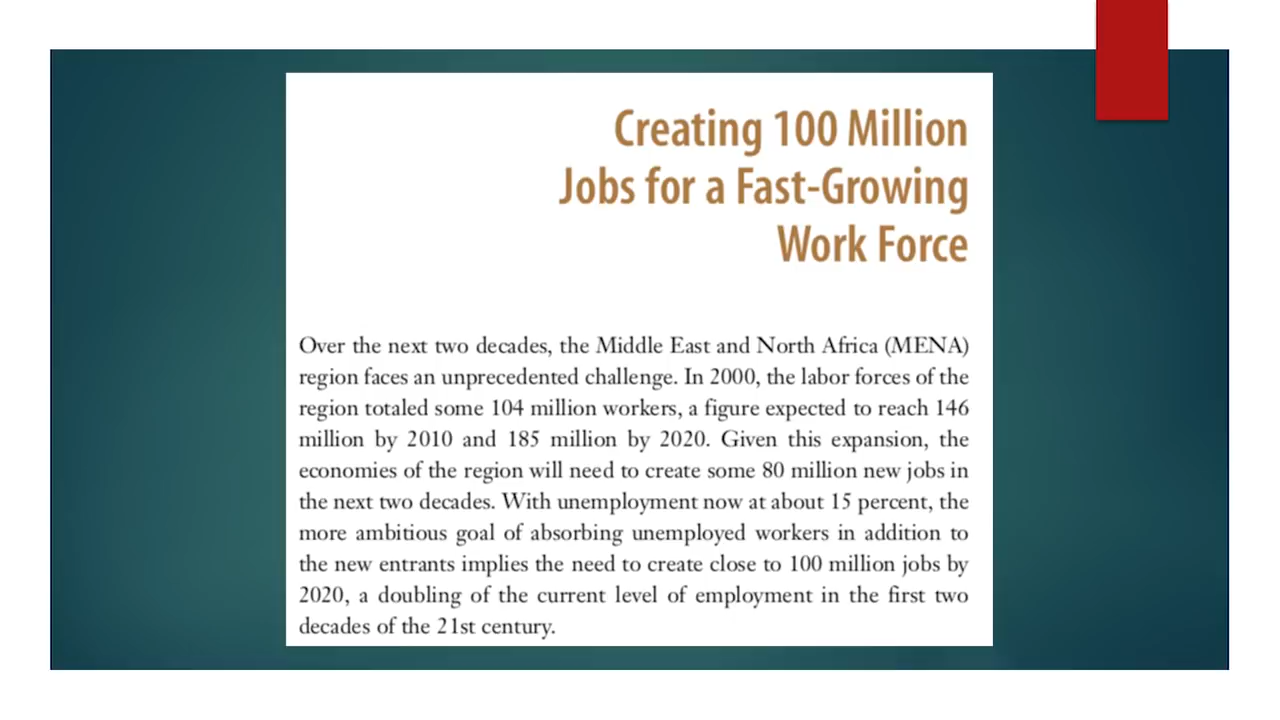 Creating 100 Million
Jobs for a Fast-Growing
Work Force
Over the next two decades, the Middle East and North Africa (MENA)
region faces an unprecedented challenge. In 2000, the labor forces of the
region totaled some 104 million workers, a figure expected to reach 146
million by 2010 and 185 million by 2020. Given this expansion, the
economies of the region will need to create some 80 million new jobs in
the next two decades. With unemployment now at about 15 percent, the
more ambitious goal of absorbing unemployed workers in addition to
the new entrants implies the need to create close to 100 million jobs by
2020, a doubling of the current level of employment in the first two
decades of the 21st century.